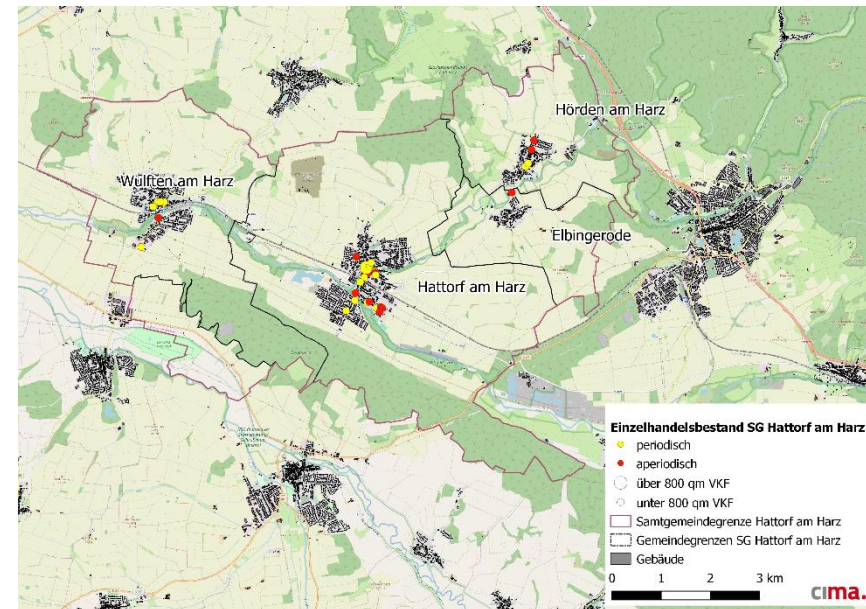 Hörden am Harz
Wulften am Harz
Elbingerode
Hattorf am Harz
Einzelhandelsbestand SG Hattorf am Harz
periodisch
aperiodisch
über 800 qm VKF
unter 800 qm VKF
Samtgemeindegrenze Hattorf am Harz
Gemeindegrenzen SG Hattorf am Harz
Gebäude
0 1 2 3 km
cima.